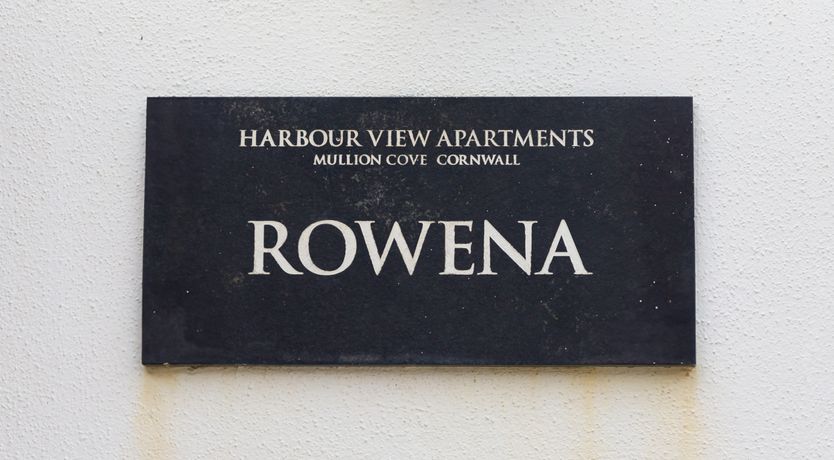 HARBOUR VIEW APARTMENTS
MULLION COVE CORNWALL
ROWENA